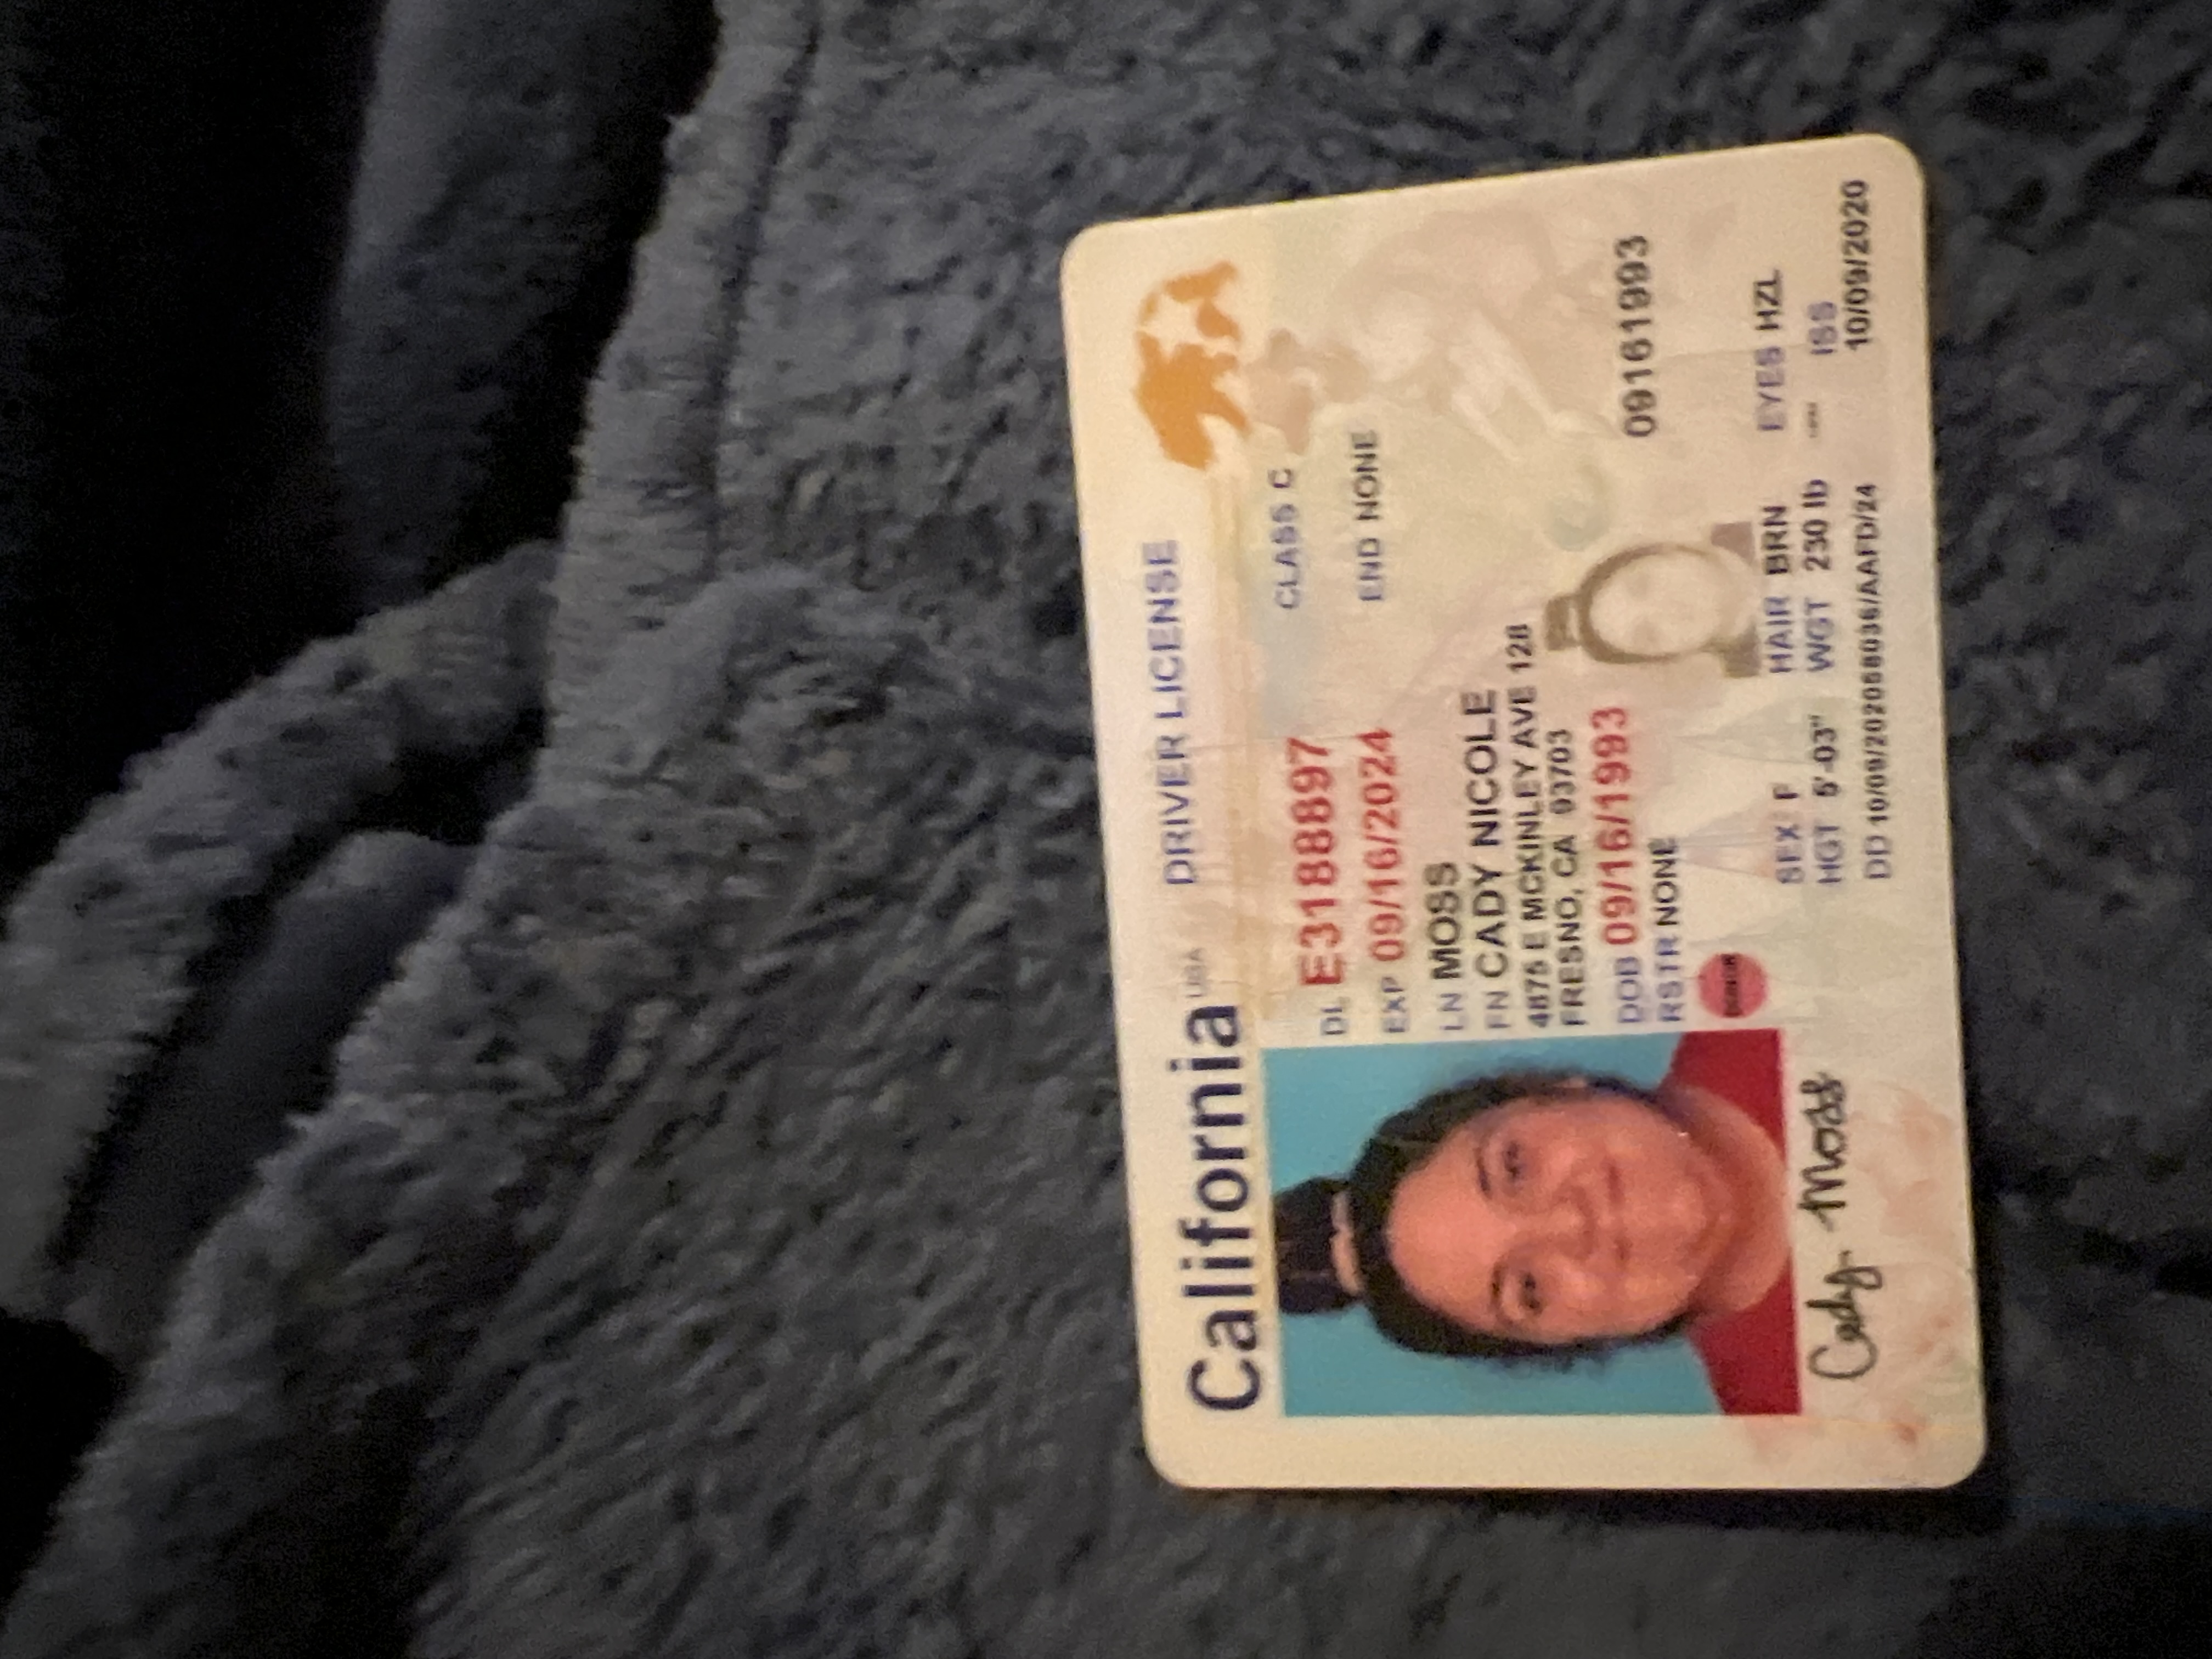 California USA DRIVER LICENSE
DL E3188897 CLASS C
EXP 09/16/2024 END NONE
LN MOSS
FN CADY NICOLE
4875 E MCKINLEY AVE 128
FRESNO, CA 93703
DOB 09/16/1993
09161993
RSTR NONE
DONOR
SEX F HAIR BRN EYES HZL
HGT 5'-03" WGT 230 lb ISS
DD 10/09/202058036/AAFD/24 10/09/2020
Cady Moss